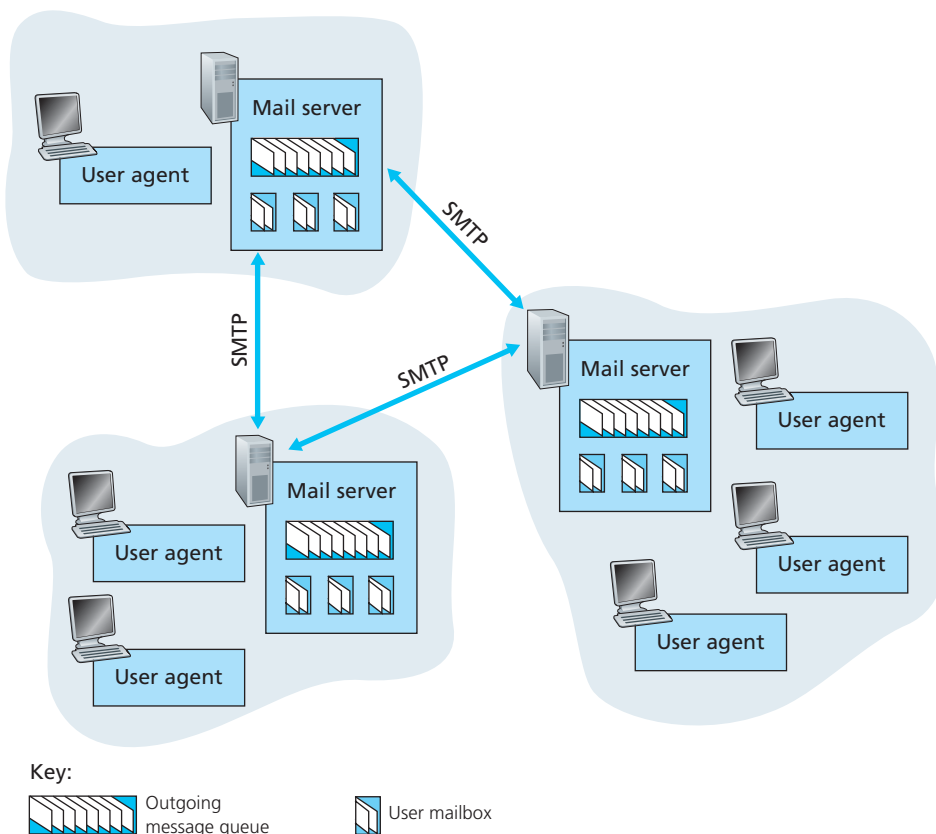 Mail server
User agent
SMTP
SMTP
SMTP
Mail server
User agent
Mail server
User agent
User agent
User agent
User agent
Key:
Outgoing
message queue
User mailbox